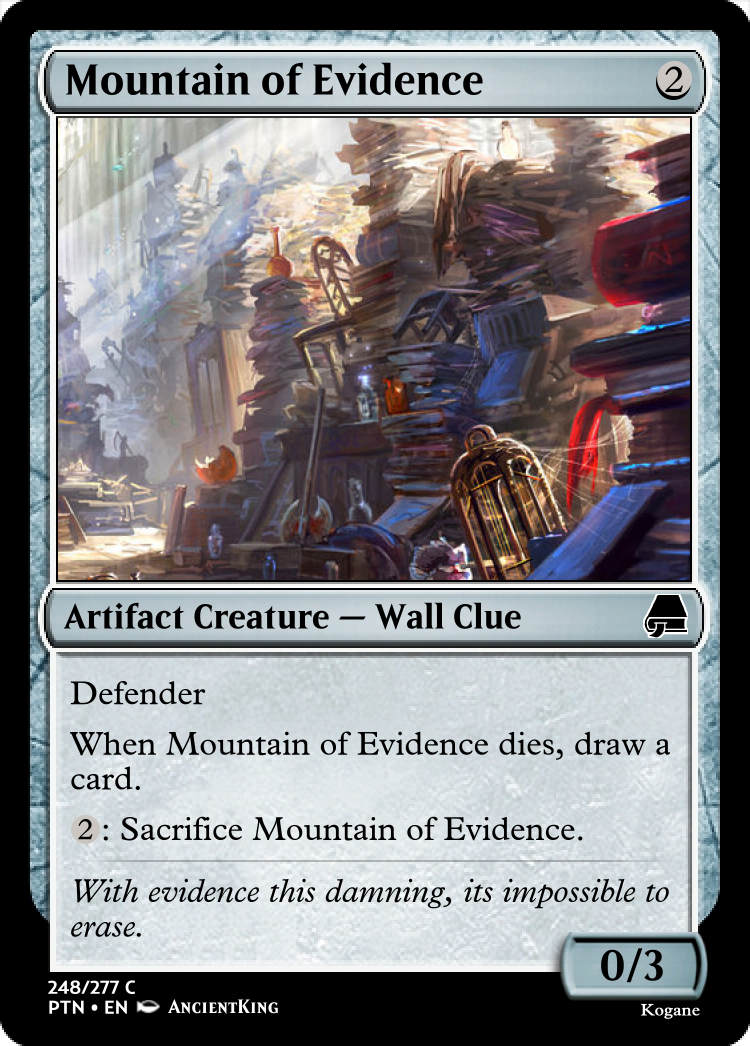 Mountain of Evidence 2
Artifact Creature — Wall Clue
Defender
When Mountain of Evidence dies, draw a
card.
2: Sacrifice Mountain of Evidence.
With evidence this damning, its impossible to
erase.
0/3
248/277 C
PTN • EN AncientKing
Kogane